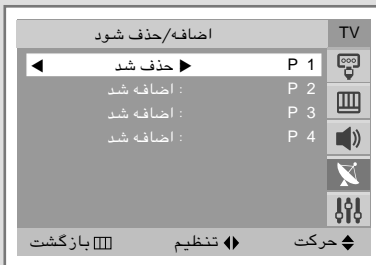 TV
اضافه/حذف شود
P 1 ◀ حذف شد ▶
P 2 : اضافه شد
P 3 : اضافه شد
P 4 : اضافه شد
حرکت تنظیم بازگشت